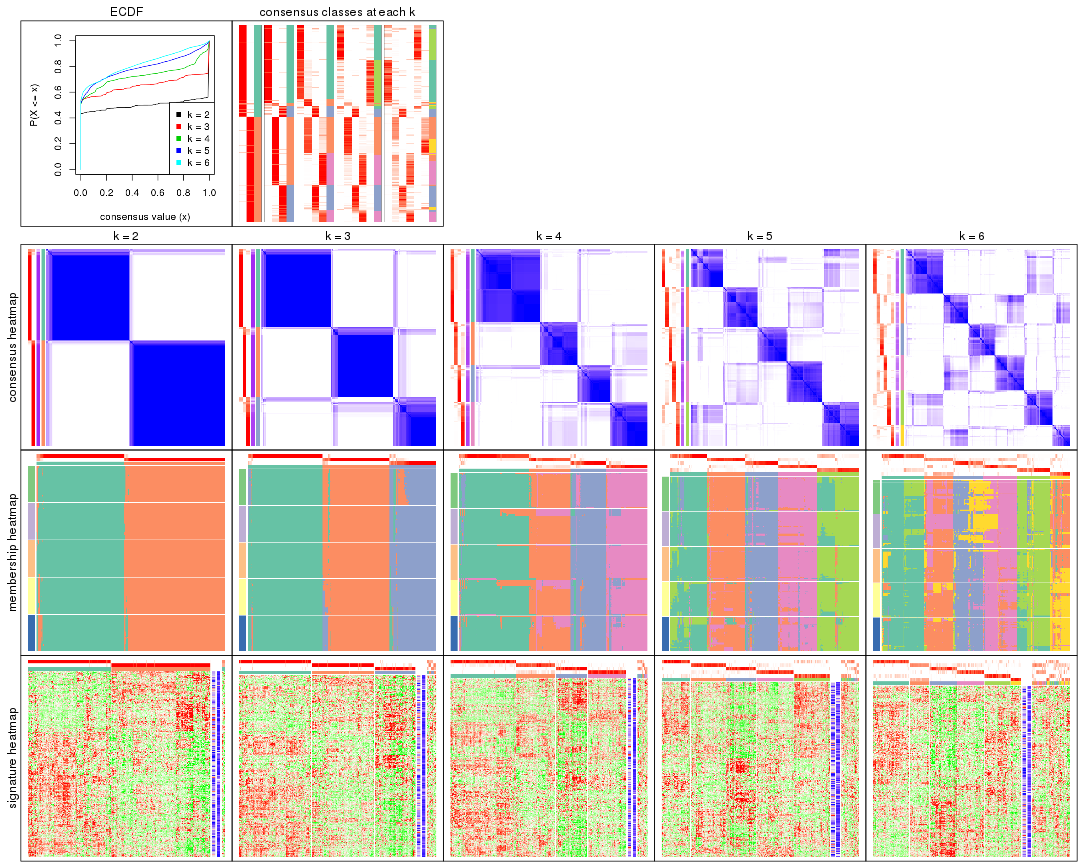 ECDF
consensus classes at each k
P(X <= x)
0.0 0.2 0.4 0.6 0.8 1.0
k = 2
k = 3
k = 4
k = 5
k = 6
0.0 0.2 0.4 0.6 0.8 1.0
consensus value (x)
k = 2 k = 3 k = 4 k = 5 k = 6
consensus heatmap
membership heatmap
signature heatmap